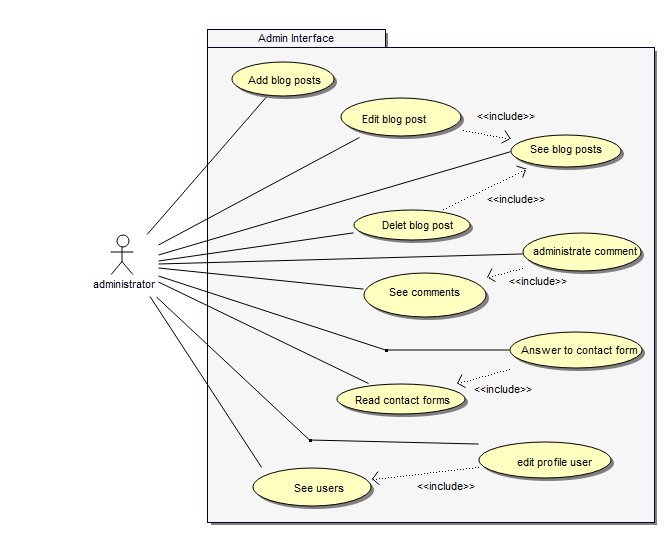 Admin Interface
Add blog posts
Edit blog post
<<include>>
See blog posts
<<include>>
Delet blog post
administrate comment
administrator
<<include>>
See comments
Answer to contact form
<<include>>
Read contact forms
edit profile user
<<include>>
See users